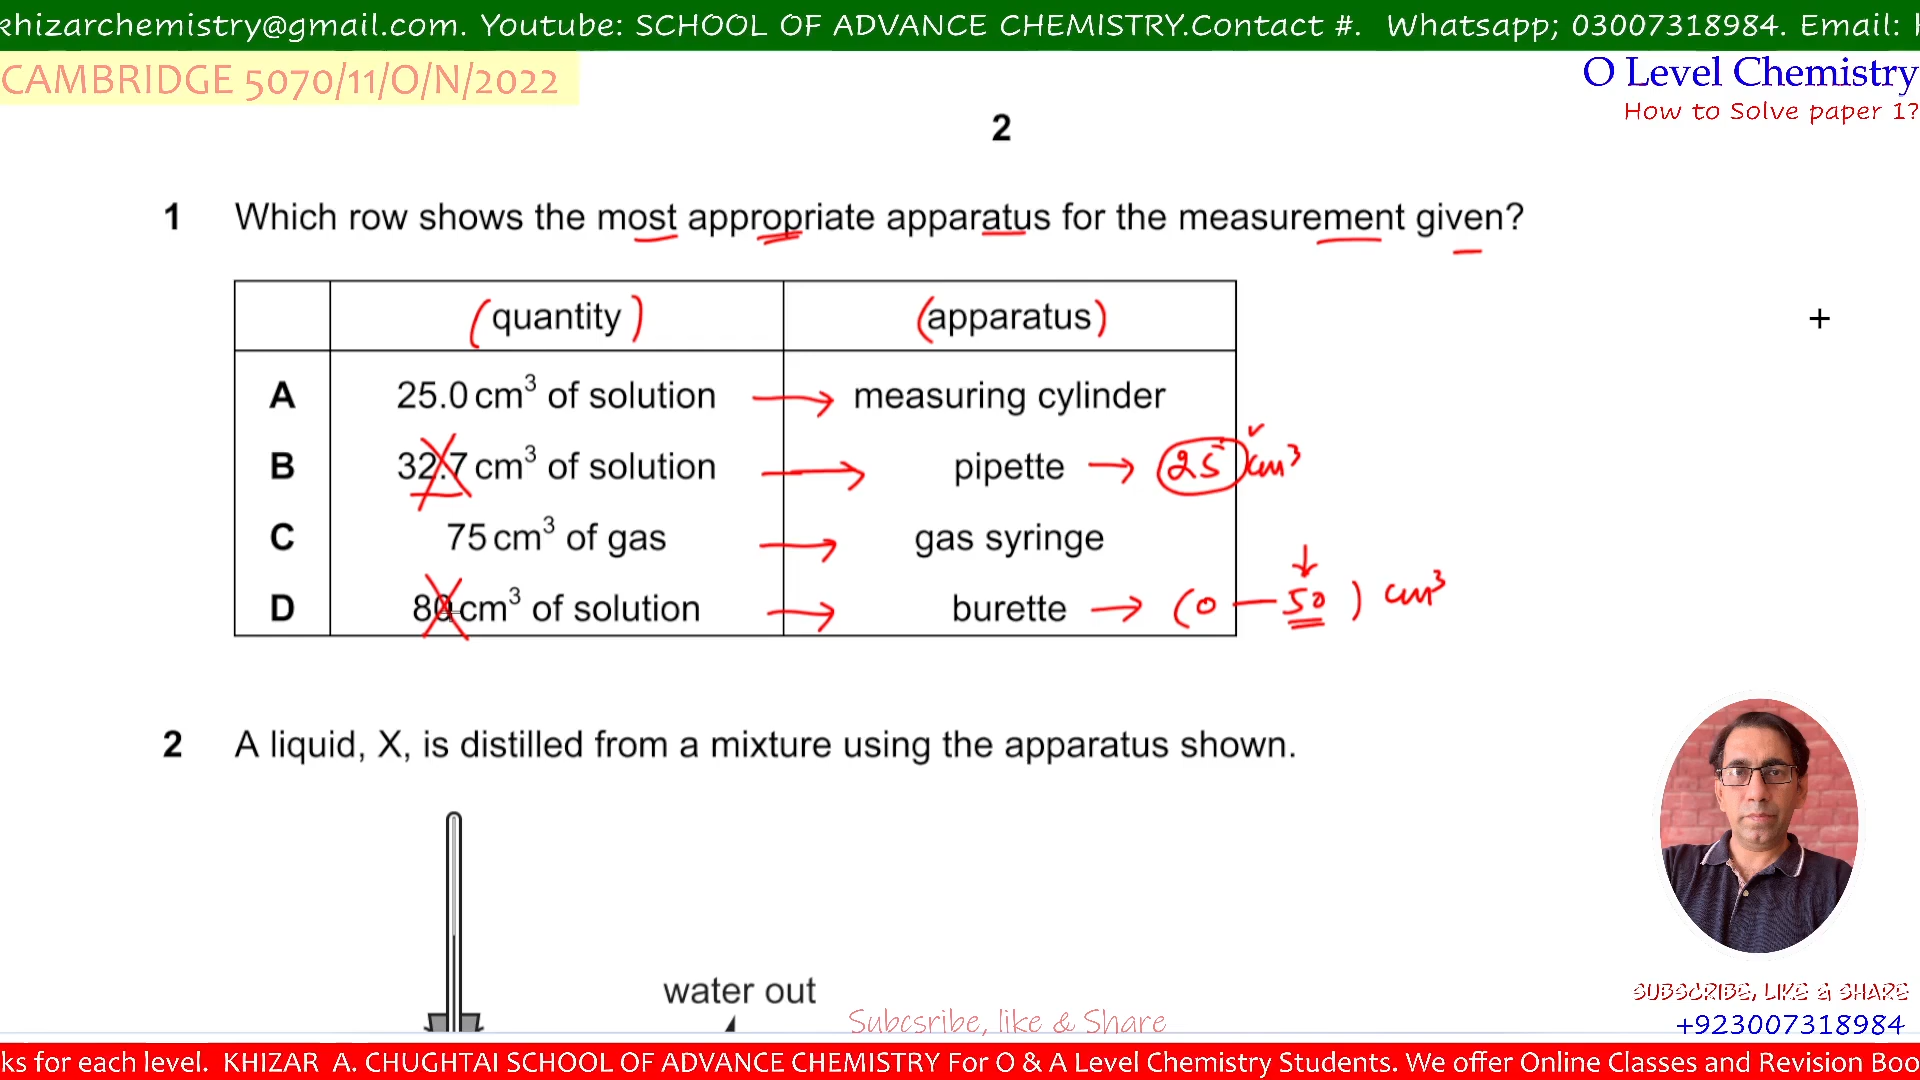 khizarchemistry@gmail.com. Youtube: SCHOOL OF ADVANCE CHEMISTRY.Contact #. Whatsapp; 03007318984. Email:
CAMBRIDGE 5070/11/O/N/2022
O Level Chemistry
How to Solve paper 1?
2
1 Which row shows the most appropriate apparatus for the measurement given?
(quantity) (apparatus)
+
A 25.0 cm³ of solution → measuring cylinder
B 32.7 cm³ of solution → pipette → 25 cm³
C 75 cm³ of gas → gas syringe
D 80 cm³ of solution → burette → (0 — 50) cm³
2 A liquid, X, is distilled from a mixture using the apparatus shown.
water out
SUBSCRIBE, LIKE & SHARE
Subcsribe, like & Share
+923007318984
ks for each level. KHIZAR A. CHUGHTAI SCHOOL OF ADVANCE CHEMISTRY For O & A Level Chemistry Students. We offer Online Classes and Revision Boo